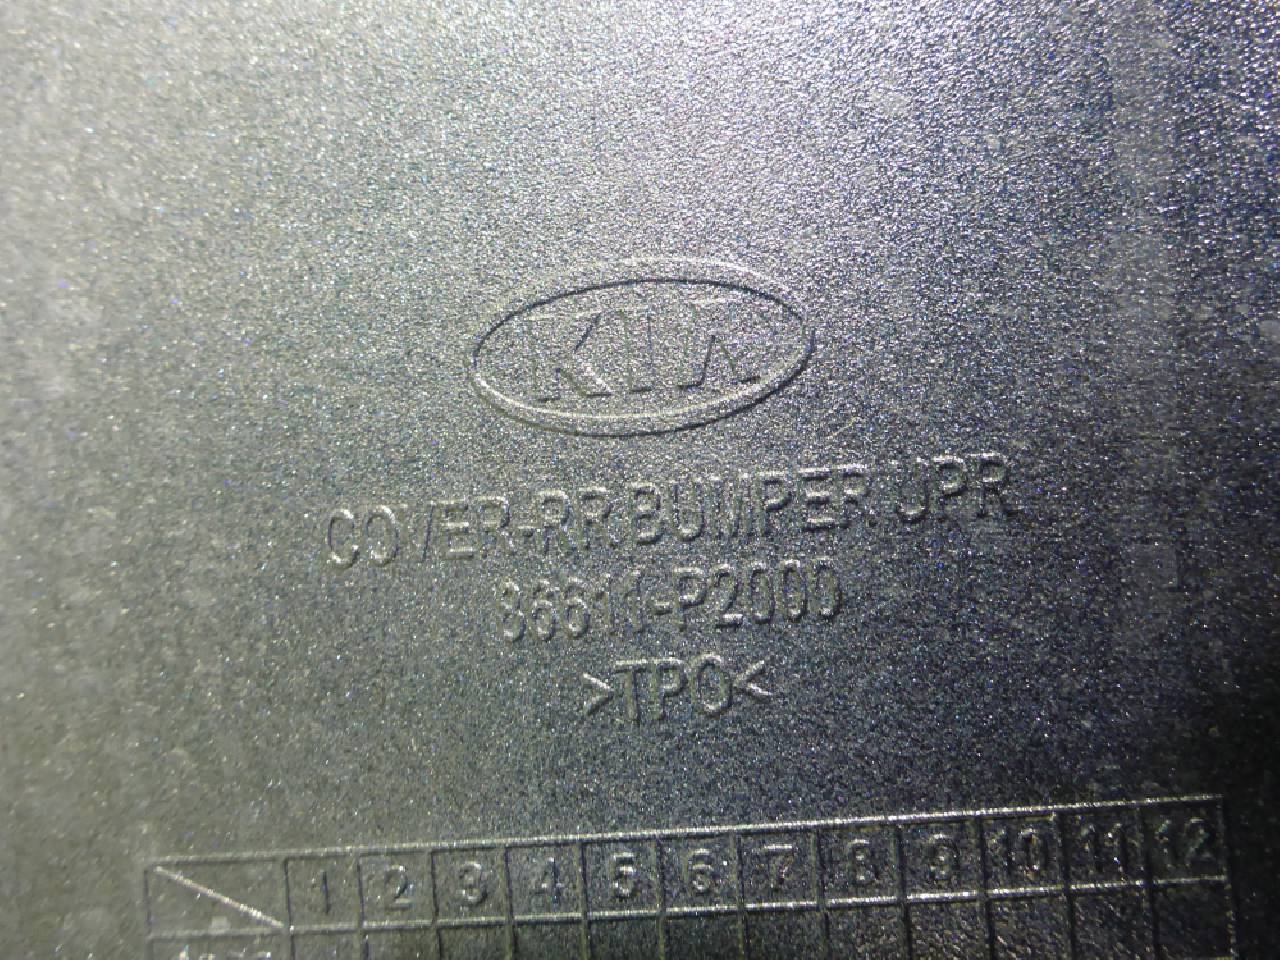 KIA
COVER-RR BUMPER,UPR
86611-P2000
>TPO<
1 2 3 4 5 6 7 8 9 10 11 12